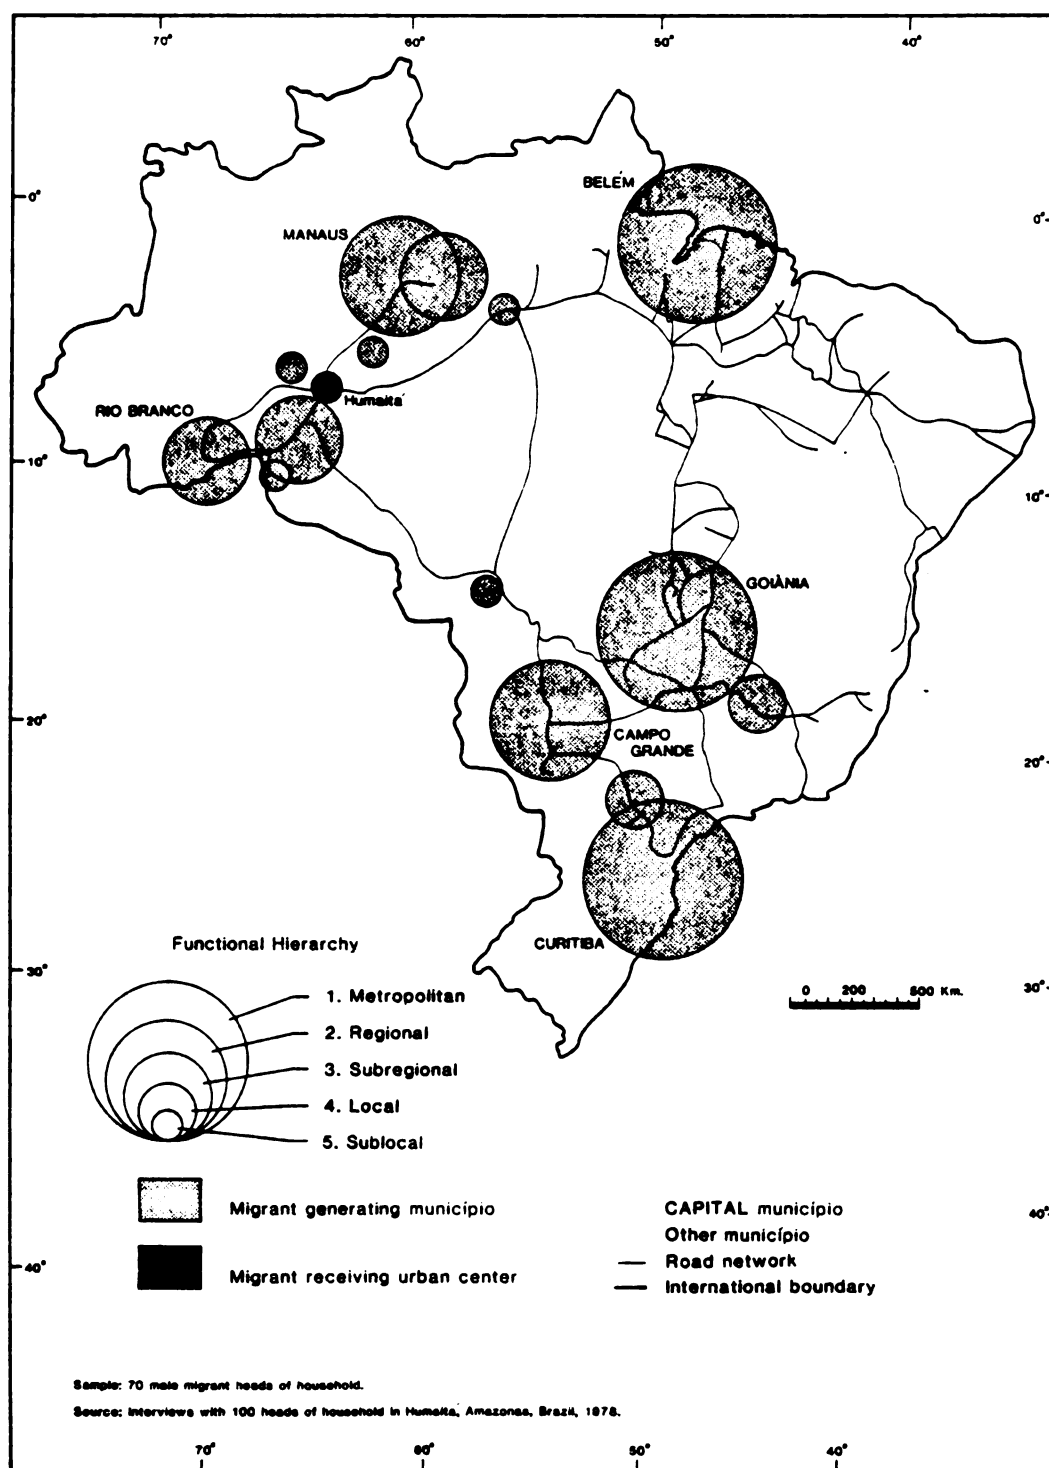 70° 60° 50° 40°
0° 0°
BELÉM
MANAUS
Humaitá
RIO BRANCO
10° 10°
GOIÂNIA
20° 20°
CAMPO
GRANDE
CURITIBA
Functional Hierarchy
30° 30°
0 200 500 Km.
1. Metropolitan
2. Regional
3. Subregional
4. Local
5. Sublocal
Migrant generating município
Migrant receiving urban center
CAPITAL município
Other município
Road network
International boundary
40° 40°
Sample: 70 male migrant heads of household.
Source: Interviews with 100 heads of household in Humaitá, Amazonas, Brazil, 1978.
70° 60° 50° 40°